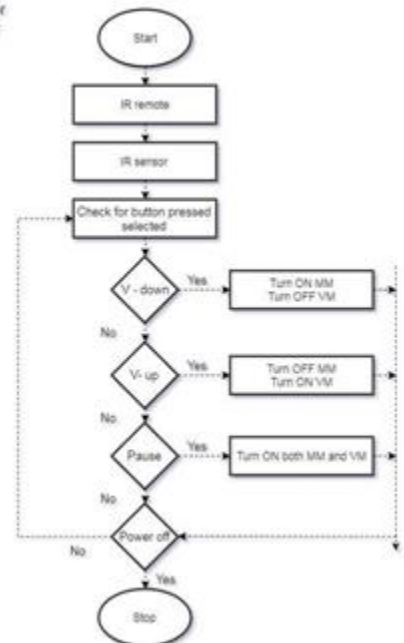 Start
IR remote
IR sensor
Check for button pressed
selected
V - down
Yes
Turn ON MM
Turn OFF VM
No
V- up
Yes
Turn OFF MM
Turn ON VM
No
Pause
Yes
Turn ON both MM and VM
No
Power off
No
Yes
Stop